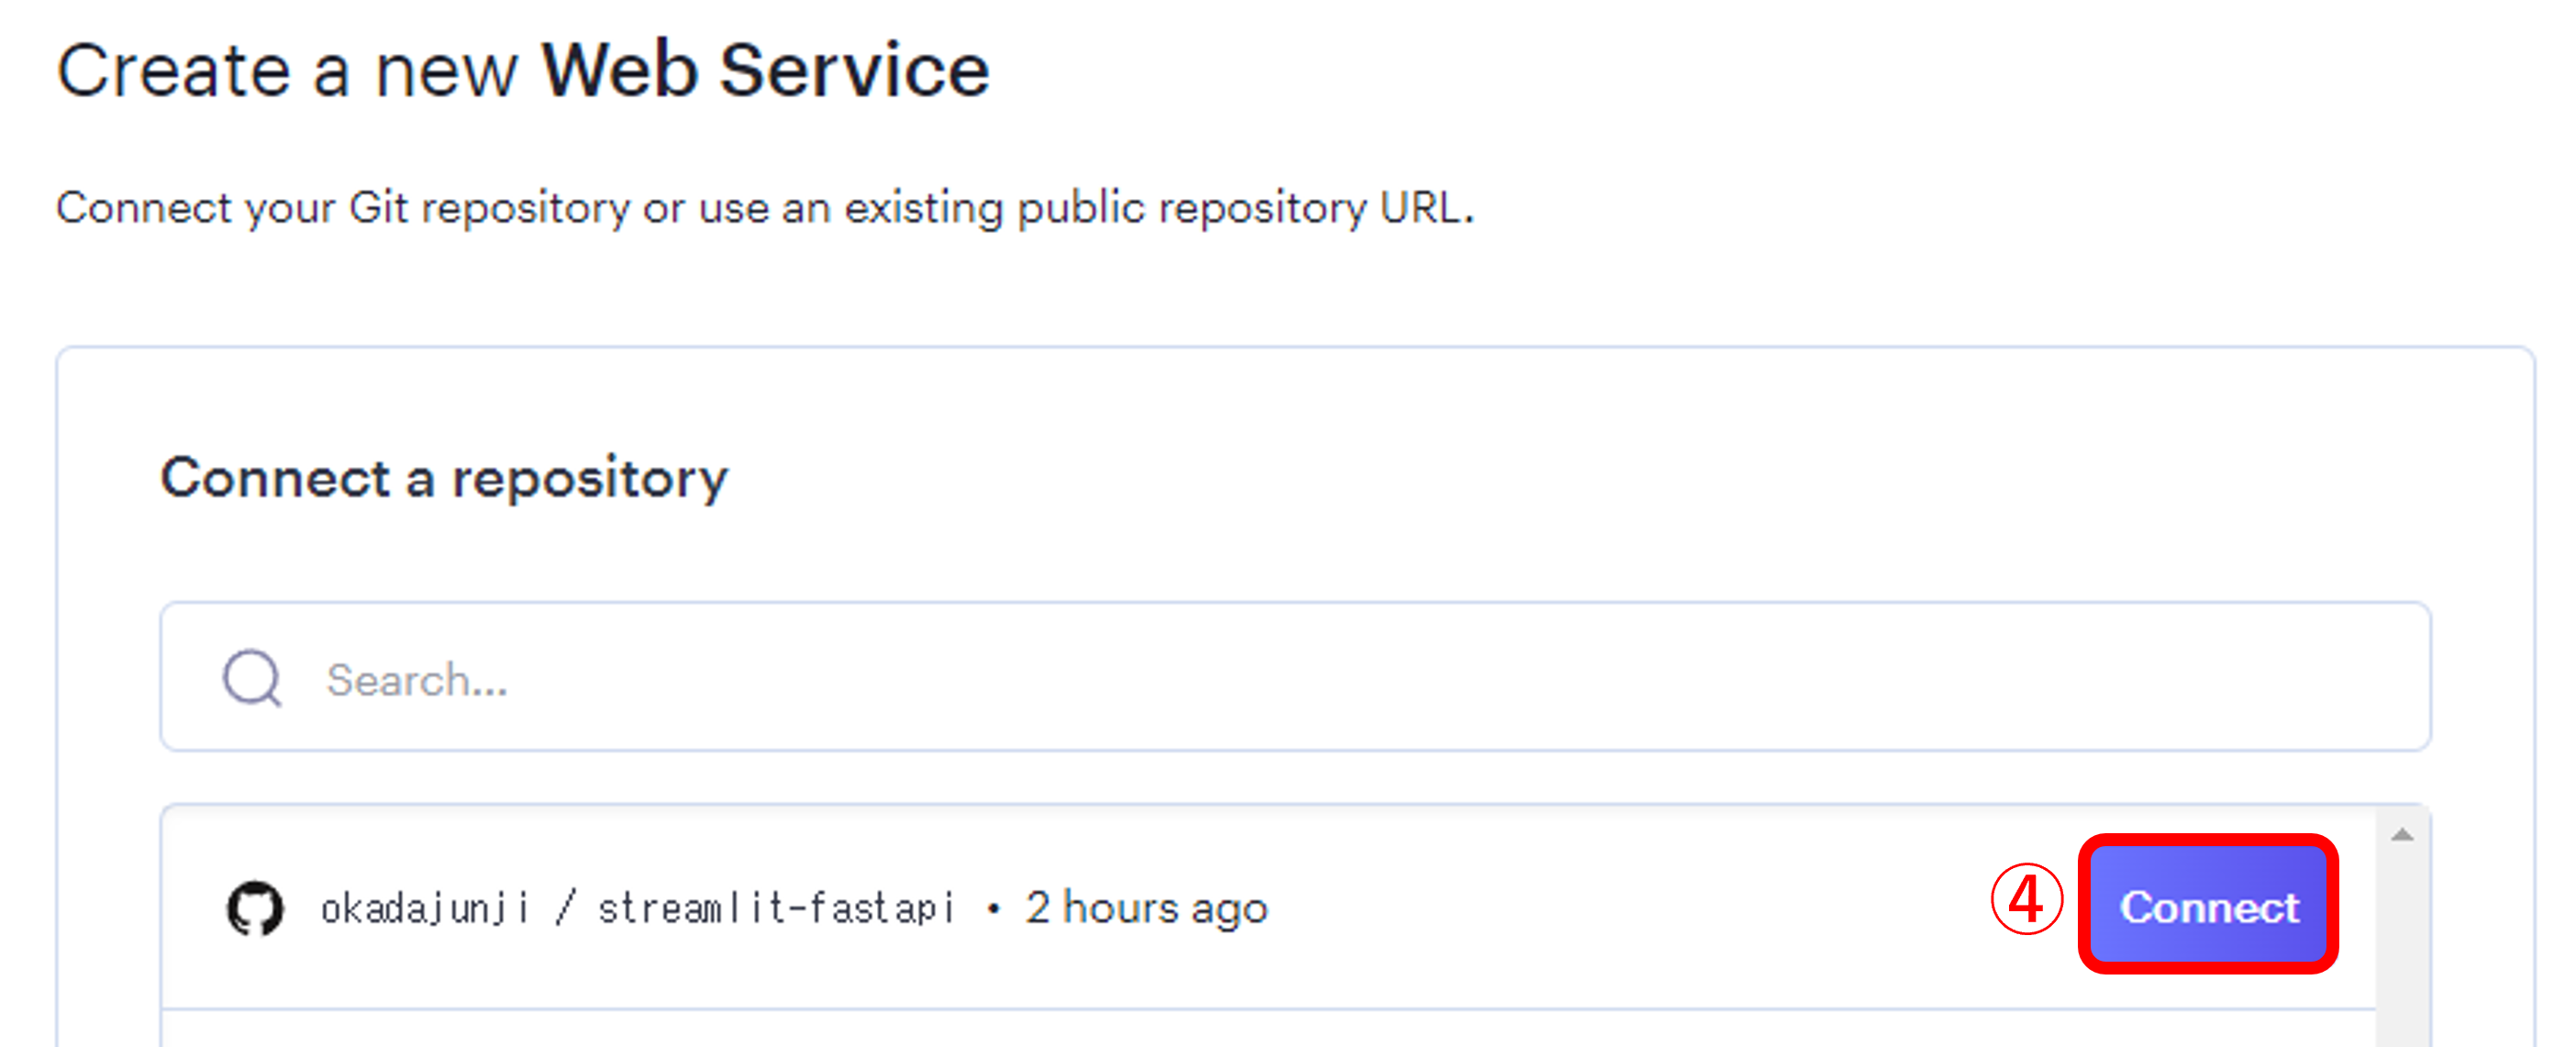 Create a new Web Service
Connect your Git repository or use an existing public repository URL.
Connect a repository
Search...
okadajunji / streamlit-fastapi • 2 hours ago ④ Connect